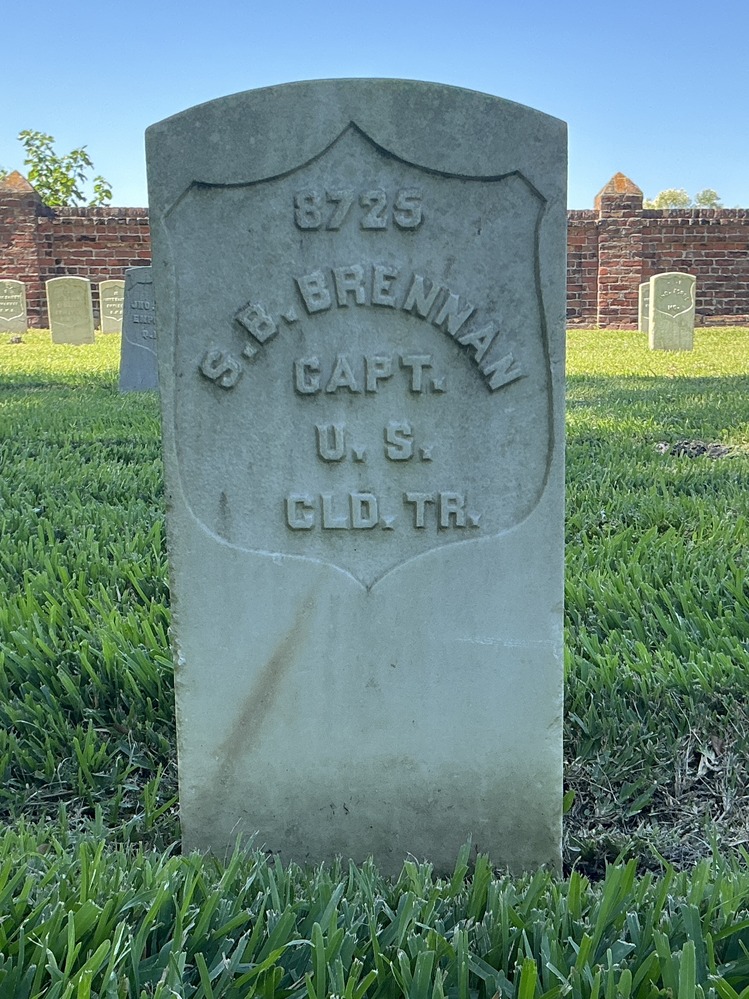 8725
S. B. BRENNAN
CAPT.
U. S.
CLD. TR.